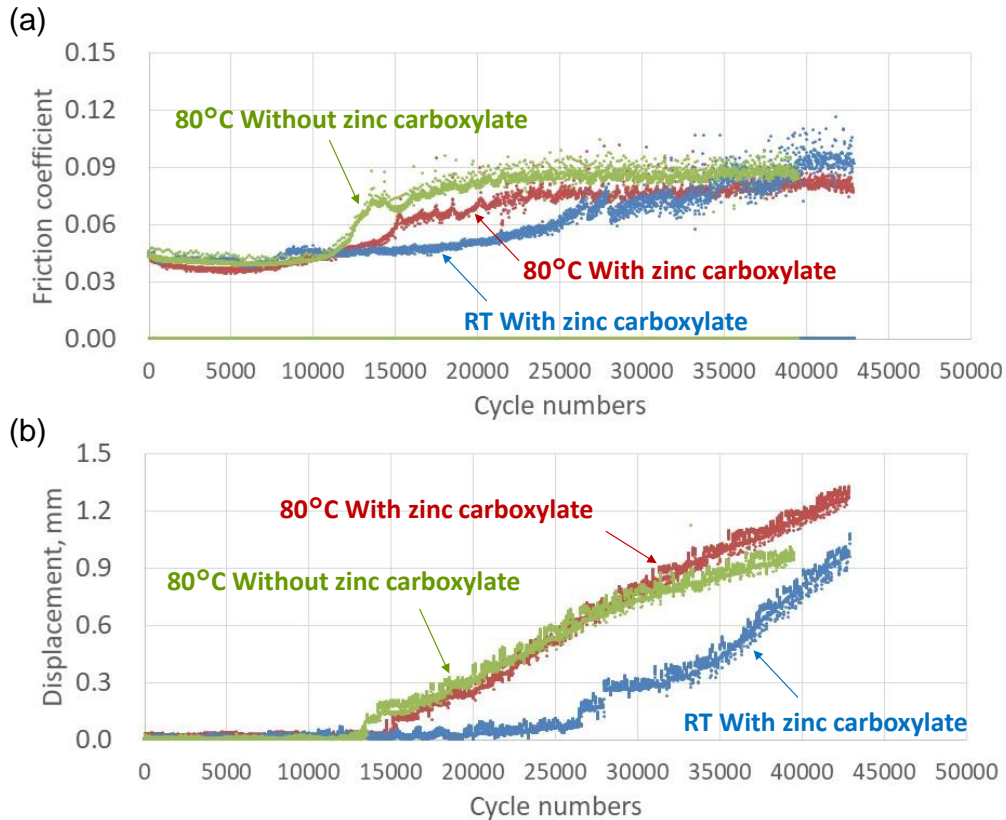 (a)
0.15
0.12
0.09
0.06
0.03
0.00
Friction coefficient
80°C Without zinc carboxylate
80°C With zinc carboxylate
RT With zinc carboxylate
0 5000 10000 15000 20000 25000 30000 35000 40000 45000 50000
Cycle numbers
(b)
1.5
1.2
0.9
0.6
0.3
0.0
Displacement, mm
80°C With zinc carboxylate
80°C Without zinc carboxylate
RT With zinc carboxylate
0 5000 10000 15000 20000 25000 30000 35000 40000 45000 50000
Cycle numbers